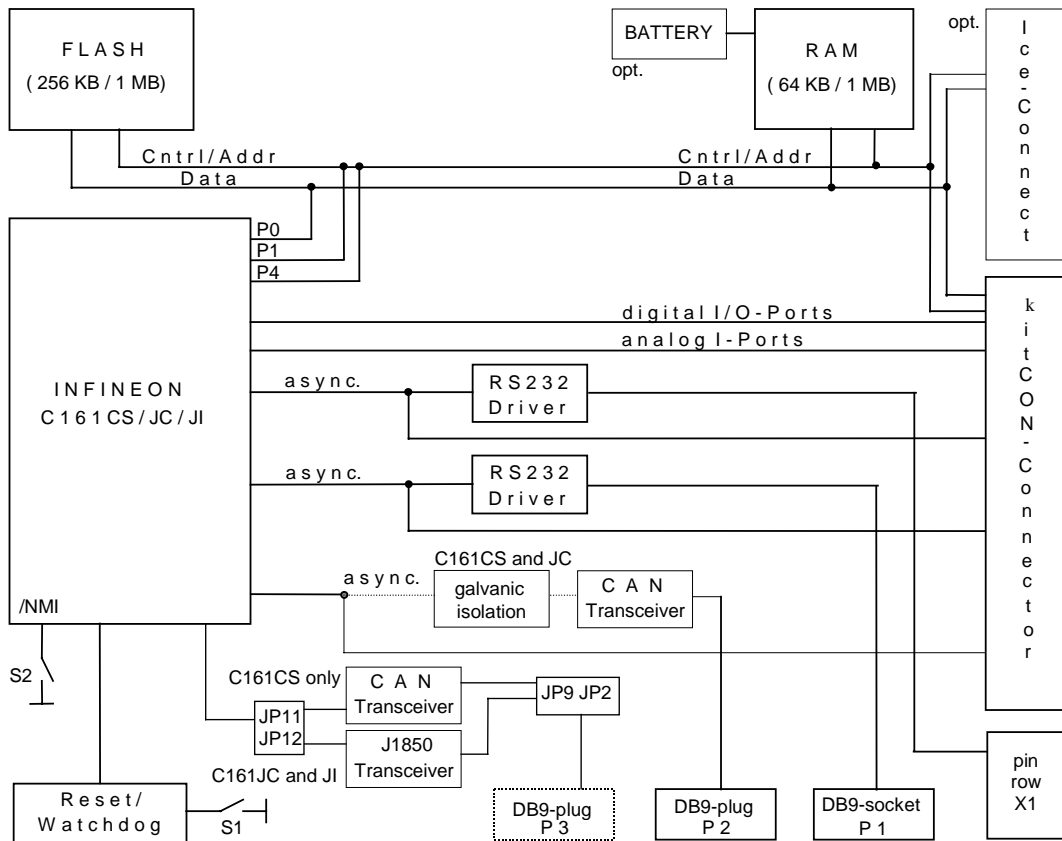 FLASH
( 256 KB / 1 MB)
BATTERY
opt.
RAM
( 64 KB / 1 MB)
opt.
Ice-Connect
Cntrl/Addr
Cntrl/Addr
Data
Data
P0
P1
P4
digital I/O-Ports
analog I-Ports
kitCON-Connector
INFINEON
C161CS/JC/JI
async.
RS232
Driver
async.
RS232
Driver
C161CS and JC
async.
galvanic
isolation
CAN
Transceiver
/NMI
S2
C161CS only
CAN
Transceiver
JP9 JP2
JP11
JP12
J1850
Transceiver
C161JC and JI
pin
row
X1
Reset/
Watchdog
S1
DB9-plug
P 3
DB9-plug
P 2
DB9-socket
P 1